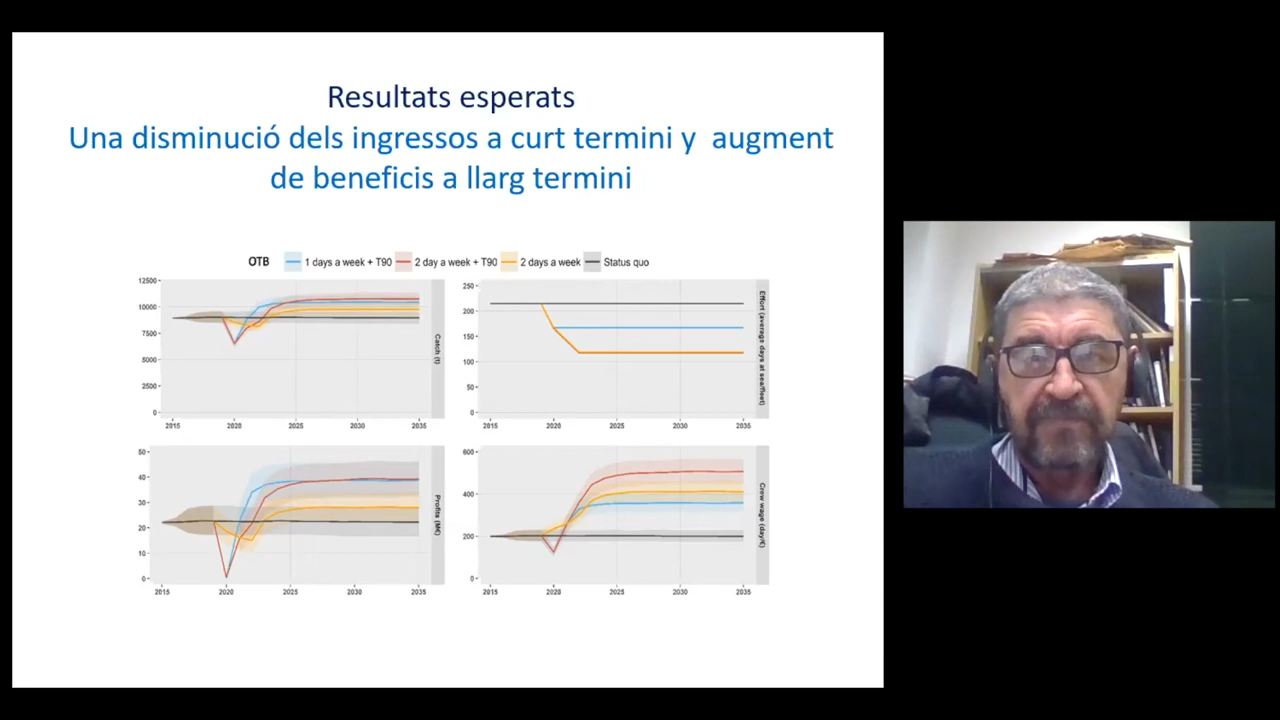 Resultats esperats
Una disminució dels ingressos a curt termini y augment
de beneficis a llarg termini
OTB 1 days a week + T90 2 day a week + T90 2 days a week Status quo
12500
10000
7500
5000
2500
0
2015 2020 2025 2030 2035
Catch (t)
250
200
150
100
50
0
2015 2020 2025 2030 2035
Effort (average days at sea/fleet)
50
40
30
20
10
0
2015 2020 2025 2030 2035
Profits (M€)
600
400
200
0
2015 2020 2025 2030 2035
Crew wage (day/€)